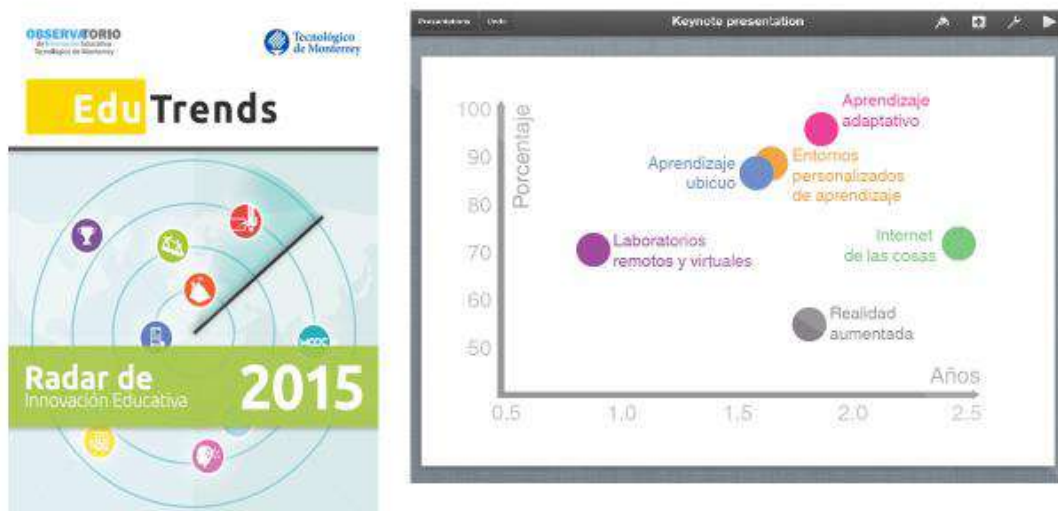 OBSERVATORIO
de Innovación Educativa
Tecnológico de Monterrey
Tecnológico
de Monterrey
Edu Trends
Radar de
Innovación Educativa
2015
Presentations
Undo
Keynote presentation
Porcentaje
100
90
80
70
60
50
Aprendizaje
adaptativo
Aprendizaje
ubicuo
Entornos
personalizados
de aprendizaje
Laboratorios
remotos y virtuales
Internet
de las cosas
Realidad
aumentada
Años
0.5
1.0
1.5
2.0
2.5